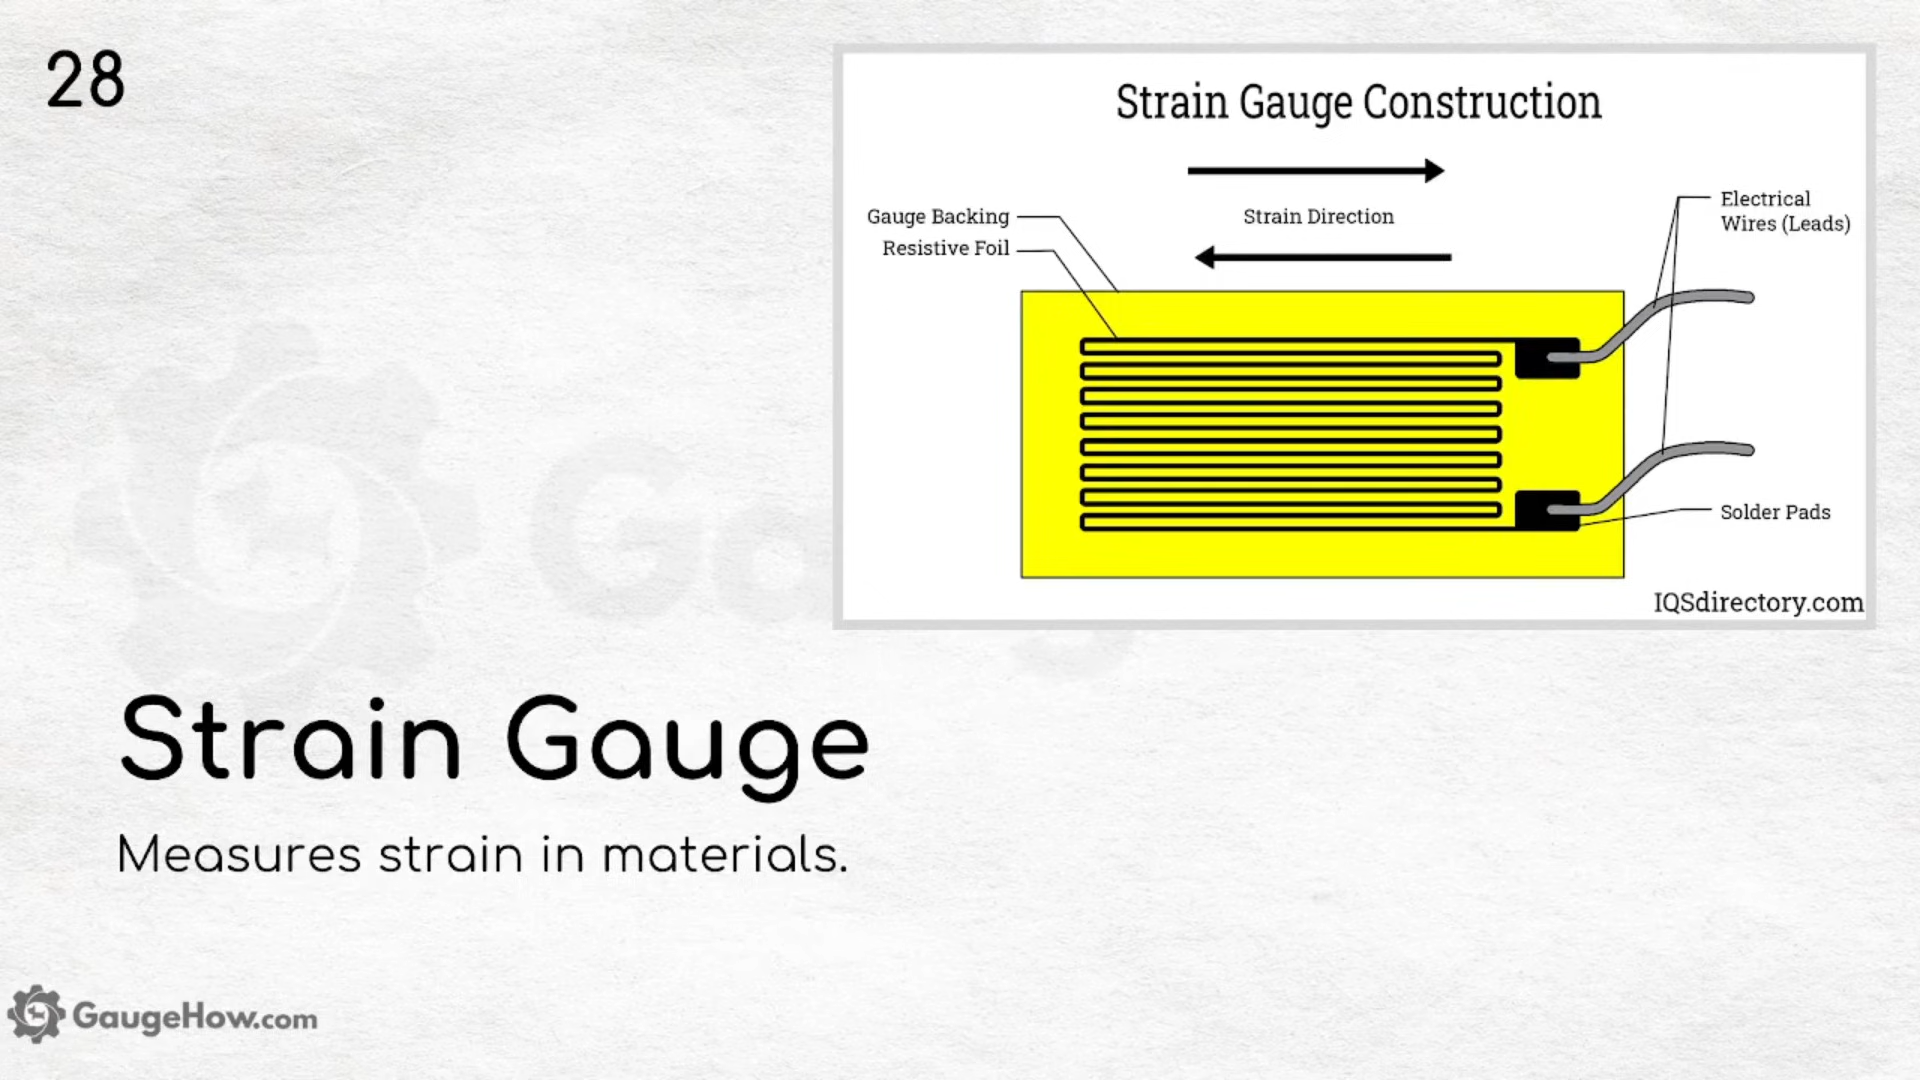 28
Strain Gauge Construction
Gauge Backing
Resistive Foil
Strain Direction
Electrical
Wires (Leads)
Solder Pads
IQSdirectory.com
Strain Gauge
Measures strain in materials.
GaugeHow.com